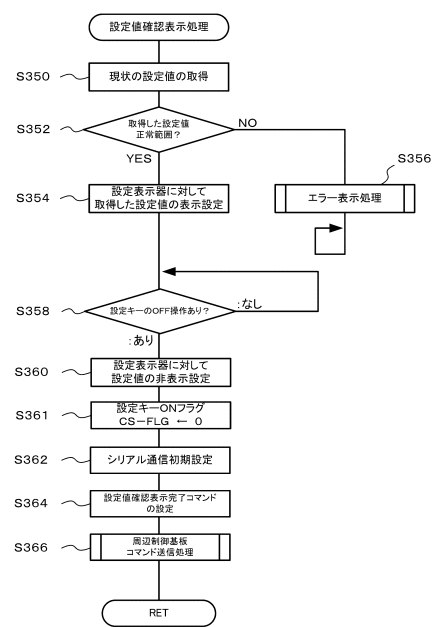 設定値確認表示処理
S350
現状の設定値の取得
S352
取得した設定値
正常範囲?
NO
YES
S356
エラー表示処理
S354
設定表示器に対して
取得した設定値の表示設定
S358
設定キーのOFF操作あり?
:なし
:あり
S360
設定表示器に対して
設定値の非表示設定
S361
設定キーONフラグ
CS-FLG ← 0
S362
シリアル通信初期設定
S364
設定値確認表示完了コマンド
の設定
S366
周辺制御基板
コマンド送信処理
RET